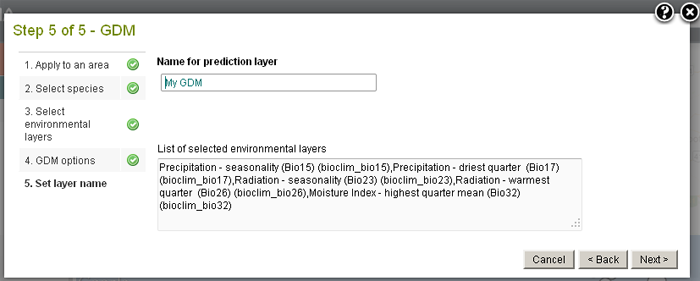 Step 5 of 5 - GDM
1. Apply to an area
2. Select species
3. Select
environmental
layers
4. GDM options
5. Set layer name
Name for prediction layer
My GDM
List of selected environmental layers
Precipitation - seasonality (Bio15) (bioclim_bio15),Precipitation - driest quarter  (Bio17)
(bioclim_bio17),Radiation - seasonality (Bio23) (bioclim_bio23),Radiation - warmest
quarter  (Bio26) (bioclim_bio26),Moisture Index - highest quarter mean (Bio32)
(bioclim_bio32)
Cancel
< Back
Next >